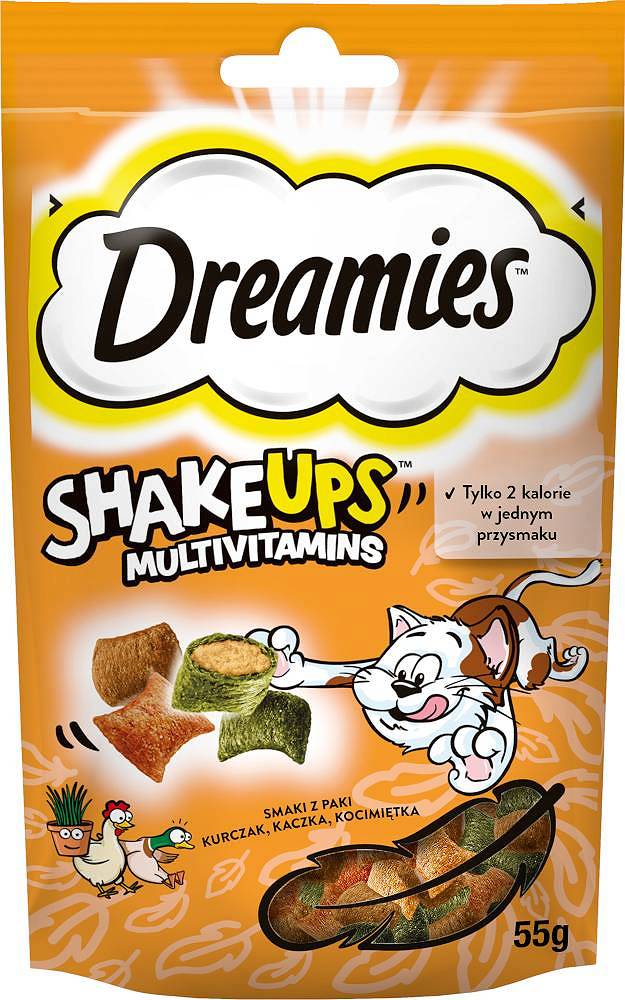 Dreamies™
SHAKEUPS™
MULTIVITAMINS
✓ Tylko 2 kalorie
w jednym
przysmaku
SMAKI Z PAKI
KURCZAK, KACZKA, KOCIMIĘTKA
55g